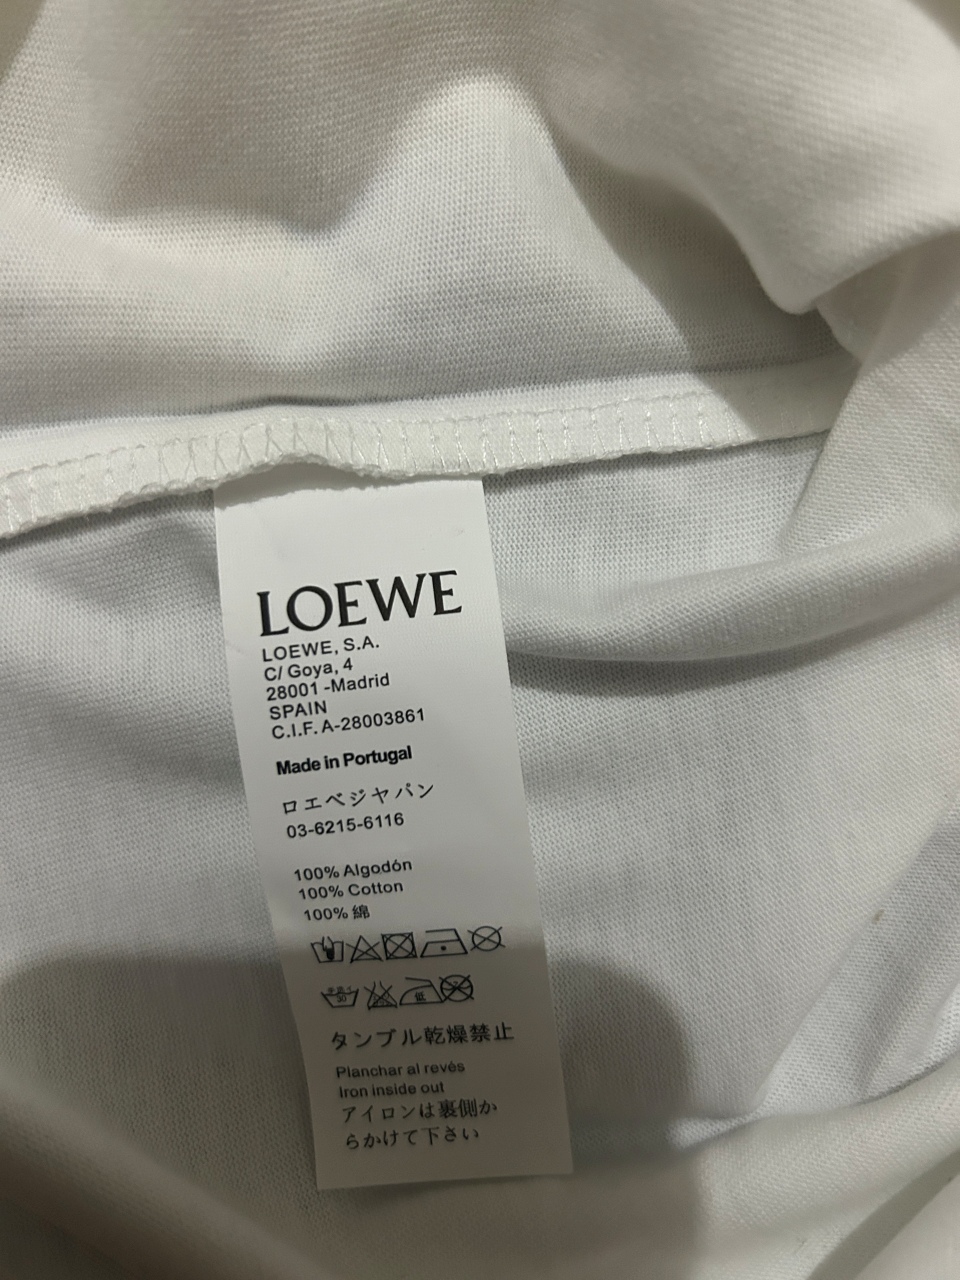 LOEWE
LOEWE, S.A.
C/ Goya, 4
28001 -Madrid
SPAIN
C.I.F. A-28003861
Made in Portugal
ロエベジャパン
03-6215-6116
100% Algodón
100% Cotton
100% 綿
低
タンブル乾燥禁止
Planchar al revés
Iron inside out
アイロンは裏側か
らかけて下さい